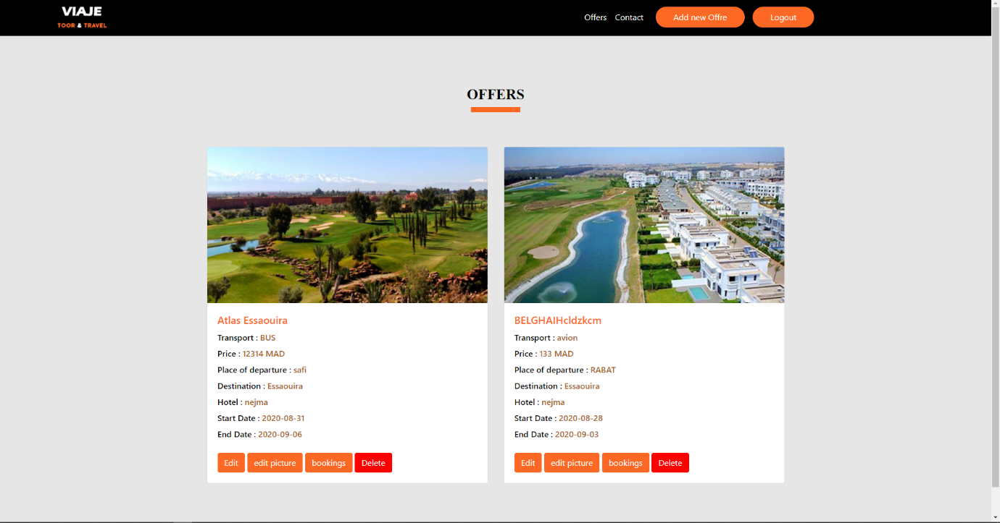 VIAJE
TOOR & TRAVEL
Offers Contact Add new Offre Logout
OFFERS
Atlas Essaouira
Transport : BUS
Price : 12314 MAD
Place of departure : safi
Destination : Essaouira
Hotel : nejma
Start Date : 2020-08-31
End Date : 2020-09-06
Edit edit picture bookings Delete
BELGHAIHcldzkcm
Transport : avion
Price : 133 MAD
Place of departure : RABAT
Destination : Essaouira
Hotel : nejma
Start Date : 2020-08-28
End Date : 2020-09-03
Edit edit picture bookings Delete